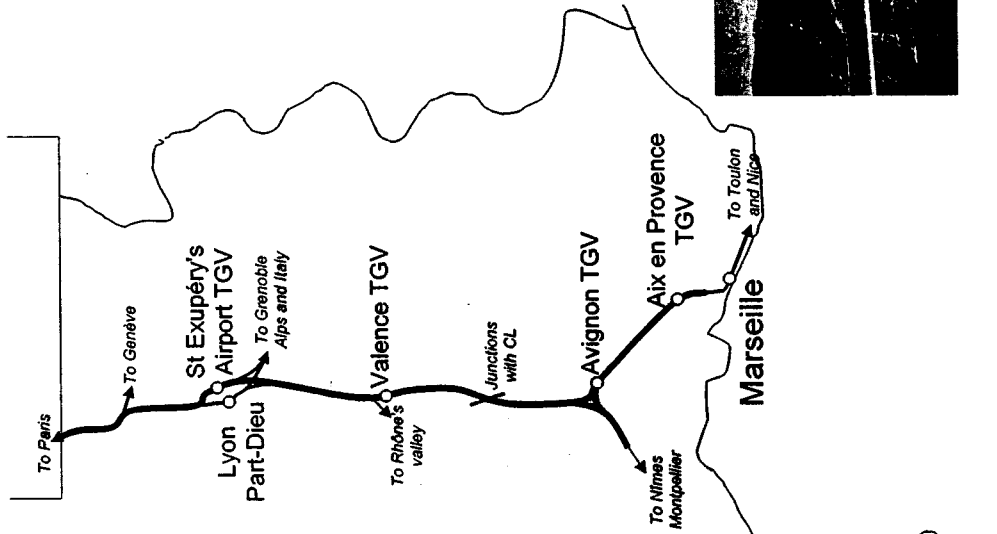 To Paris
To Genève
St Exupéry's
Airport TGV
Lyon
Part-Dieu
To Grenoble
Alps and Italy
Valence TGV
To Rhône's
valley
Junctions
with CL
Avignon TGV
Aix en Provence
TGV
To Nîmes
Montpellier
Marseille
To Toulon
and Nice